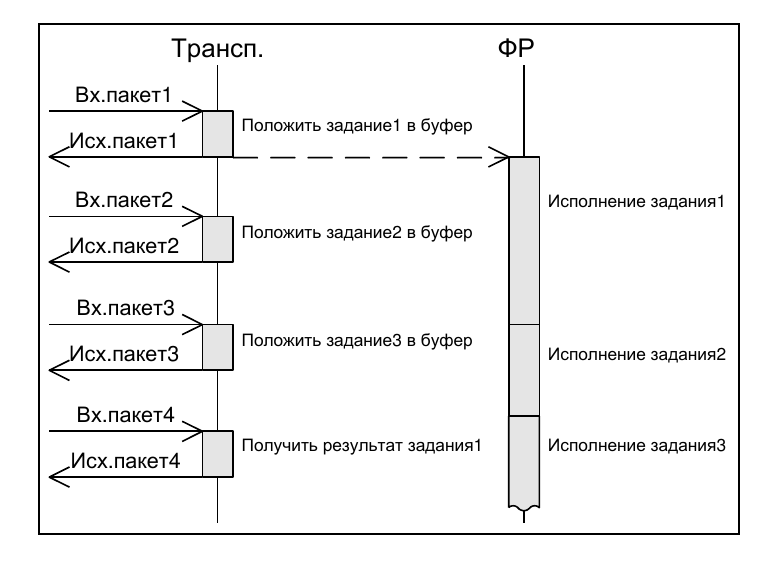 Трансп.
ФР
Вх.пакет1
Положить задание1 в буфер
Исх.пакет1
Вх.пакет2
Исполнение задания1
Положить задание2 в буфер
Исх.пакет2
Вх.пакет3
Положить задание3 в буфер
Исх.пакет3
Исполнение задания2
Вх.пакет4
Получить результат задания1
Исполнение задания3
Исх.пакет4